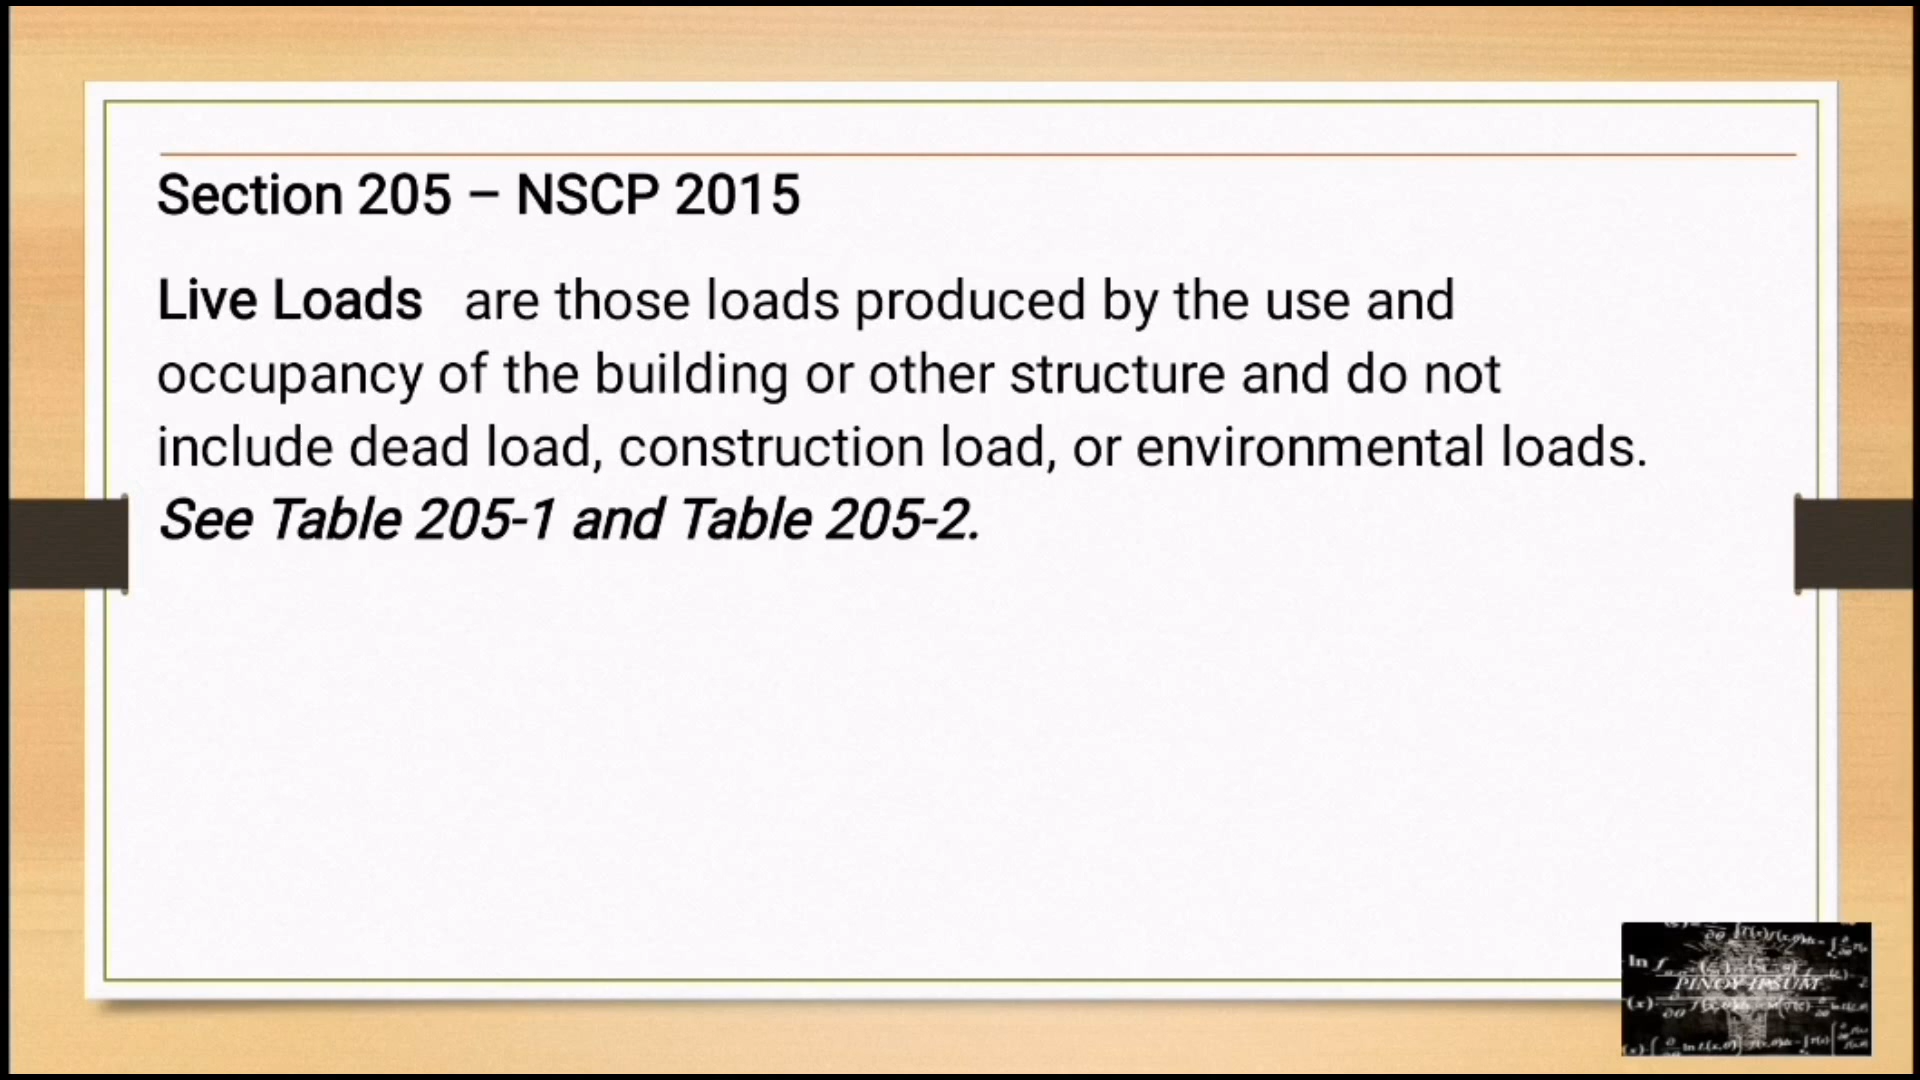 Section 205 – NSCP 2015
Live Loads are those loads produced by the use and
occupancy of the building or other structure and do not
include dead load, construction load, or environmental loads.
See Table 205-1 and Table 205-2.
PINOY IPSUM